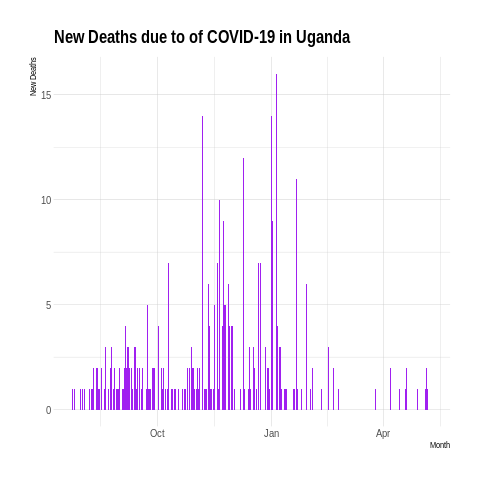 New Deaths due to of COVID-19 in Uganda
New Deaths
15
10
5
0
Oct
Jan
Apr
Month